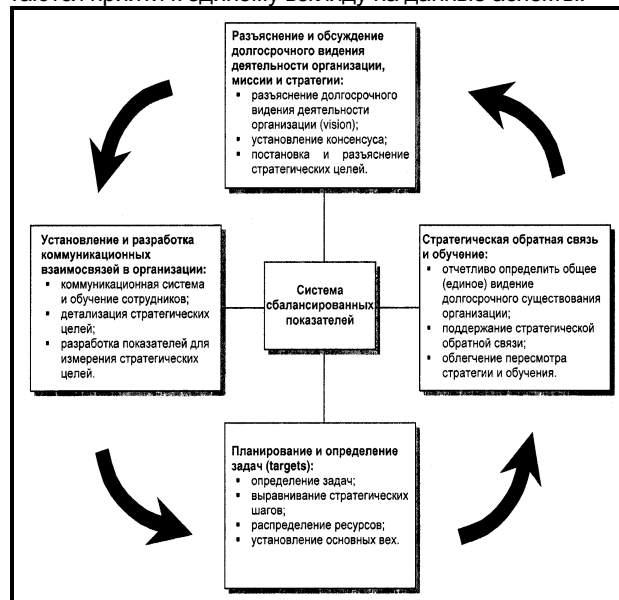 Разъяснение и обсуждение
долгосрочного видения
деятельности организации,
миссии и стратегии:
▪ разъяснение долгосрочного
видения деятельности
организации (vision);
▪ установление консенсуса;
▪ постановка и разъяснение
стратегических целей.
Установление и разработка
коммуникационных
взаимосвязей в организации:
▪ коммуникационная система
и обучение сотрудников;
▪ детализация стратегических
целей;
▪ разработка показателей для
измерения стратегических
целей.
Система
сбалансированных
показателей
Стратегическая обратная связь
и обучение:
▪ отчетливо определить общее
(единое) видение
долгосрочного существования
организации;
▪ поддержание стратегической
обратной связи;
▪ облегчение пересмотра
стратегии и обучения.
Планирование и определение
задач (targets):
▪ определение задач;
▪ выравнивание стратегических
шагов;
▪ распределение ресурсов;
▪ установление основных вех.